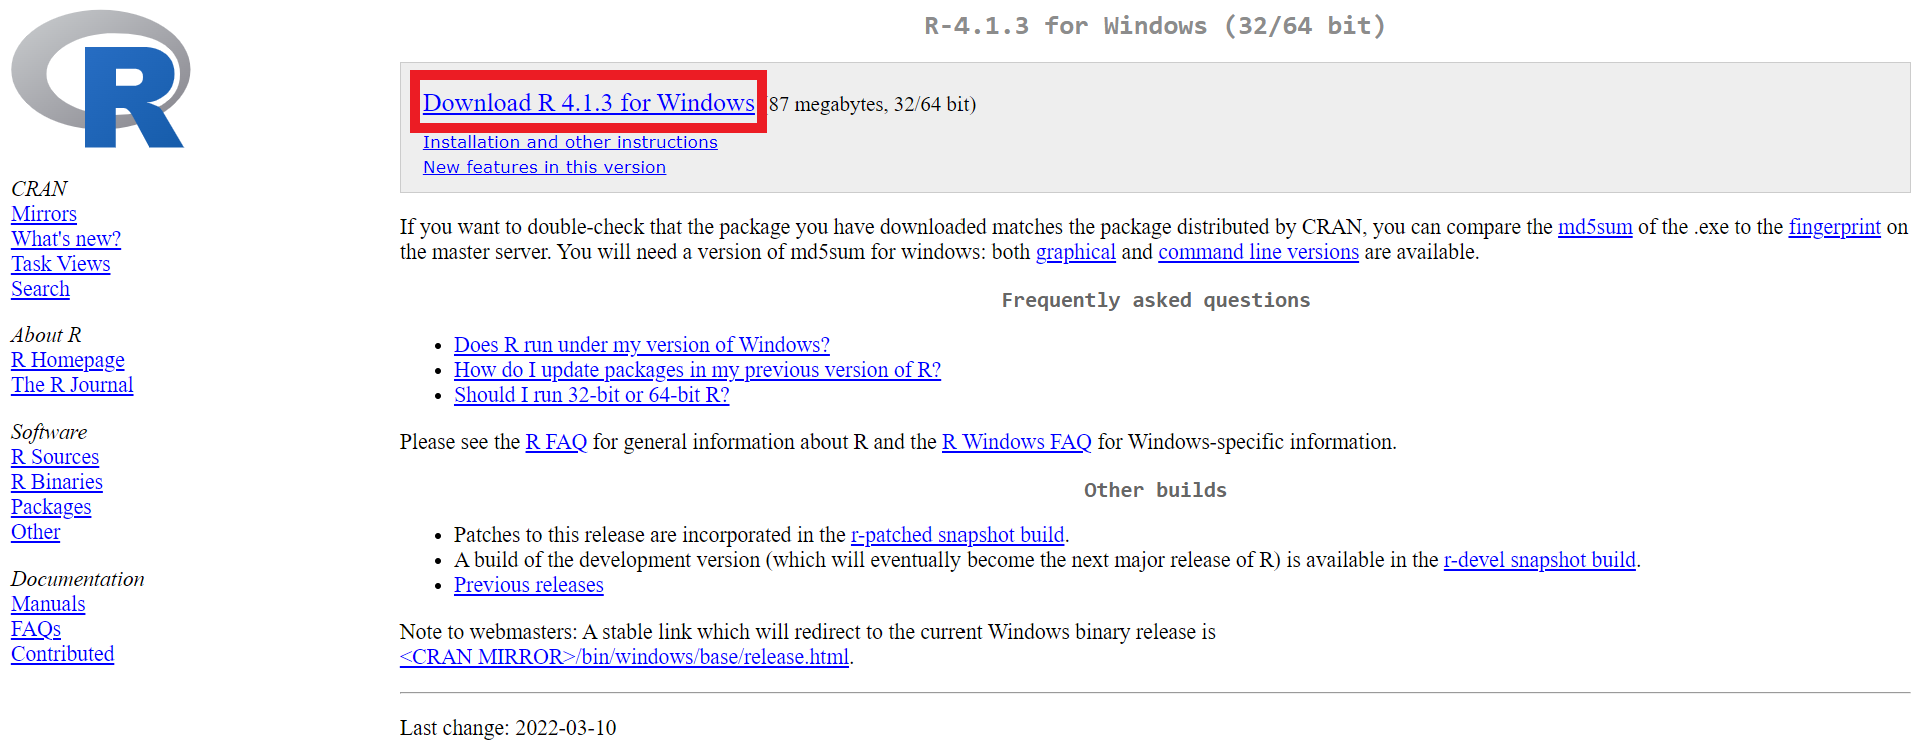 R
R-4.1.3 for Windows (32/64 bit)
Download R 4.1.3 for Windows (87 megabytes, 32/64 bit)
Installation and other instructions
New features in this version
CRAN
Mirrors
What's new?
Task Views
Search
About R
R Homepage
The R Journal
Software
R Sources
R Binaries
Packages
Other
Documentation
Manuals
FAQs
Contributed
If you want to double-check that the package you have downloaded matches the package distributed by CRAN, you can compare the md5sum of the .exe to the fingerprint on
the master server. You will need a version of md5sum for windows: both graphical and command line versions are available.
Frequently asked questions
• Does R run under my version of Windows?
• How do I update packages in my previous version of R?
• Should I run 32-bit or 64-bit R?
Please see the R FAQ for general information about R and the R Windows FAQ for Windows-specific information.
Other builds
• Patches to this release are incorporated in the r-patched snapshot build.
• A build of the development version (which will eventually become the next major release of R) is available in the r-devel snapshot build.
• Previous releases
Note to webmasters: A stable link which will redirect to the current Windows binary release is
<CRAN MIRROR>/bin/windows/base/release.html.
Last change: 2022-03-10